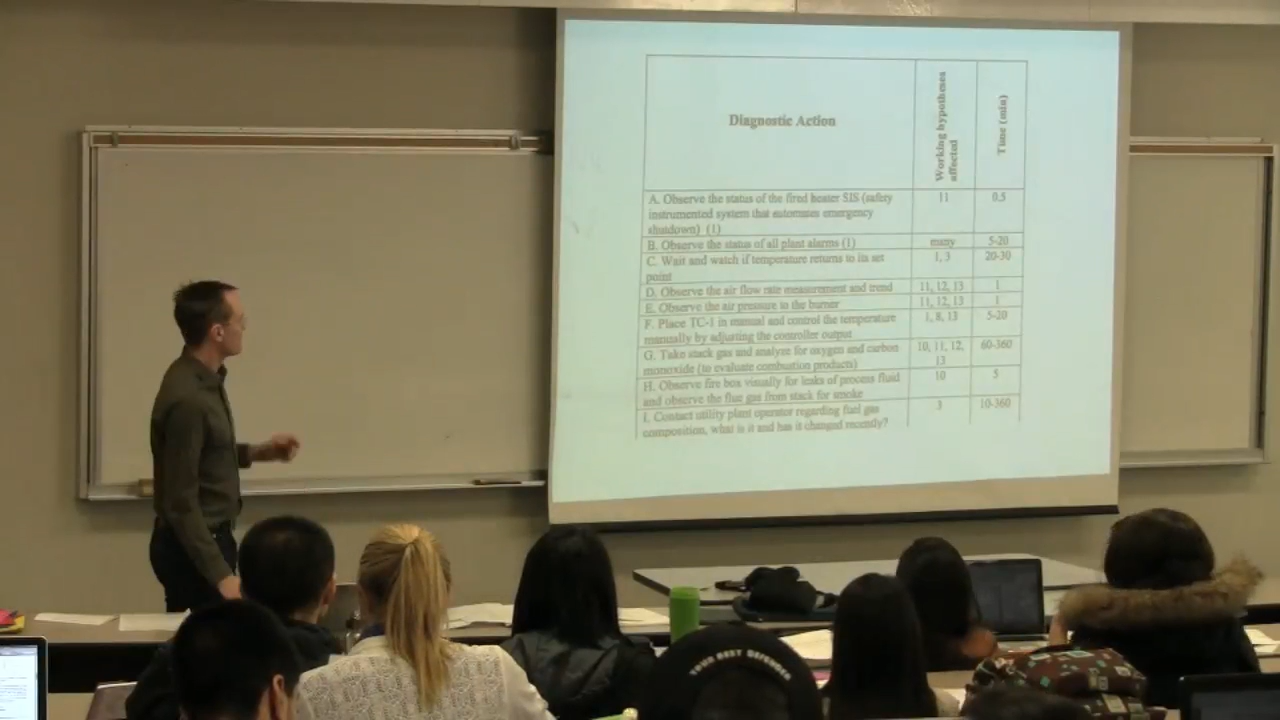 Diagnostic Action
Working hypotheses
affected
Time (min)
A. Observe the status of the fired heater SIS (safety
instrumented system that automates emergency
shutdown) (1)
11
0.5
B. Observe the status of all plant alarms (1)
many
5-20
C. Wait and watch if temperature returns to its set
point
1, 3
20-30
D. Observe the air flow rate measurement and trend
11, 12, 13
1
E. Observe the air pressure to the burner
11, 12, 13
1
F. Place TC-1 in manual and control the temperature
manually by adjusting the controller output
1, 8, 13
5-20
G. Take stack gas and analyze for oxygen and carbon
monoxide (to evaluate combustion products)
10, 11, 12,
13
60-360
H. Observe fire box visually for leaks of process fluid
and observe the flue gas from stack for smoke
10
5
I. Contact utility plant operator regarding fuel gas
composition, what is it and has it changed recently?
3
10-360
YOUR BEST DEFENDER